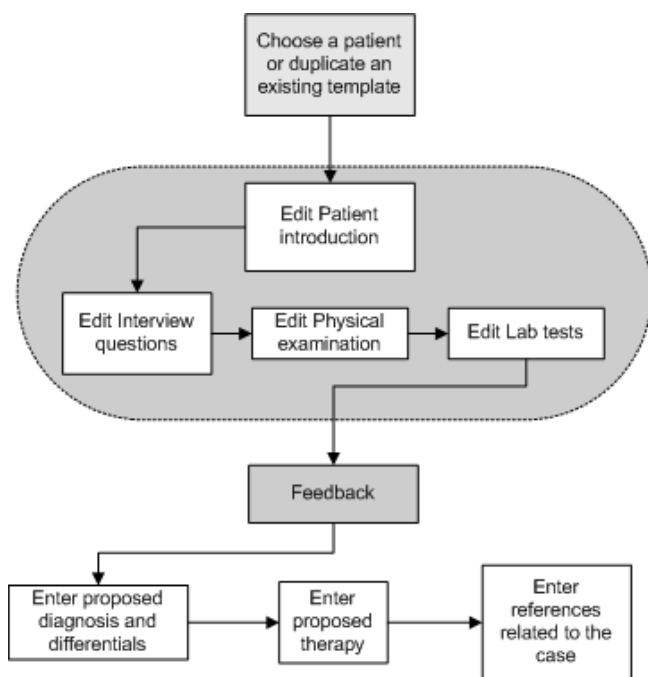 Choose a patient
or duplicate an
existing template
Edit Patient
introduction
Edit Interview
questions
Edit Physical
examination
Edit Lab tests
Feedback
Enter proposed
diagnosis and
differentials
Enter
proposed
therapy
Enter
references
related to the
case